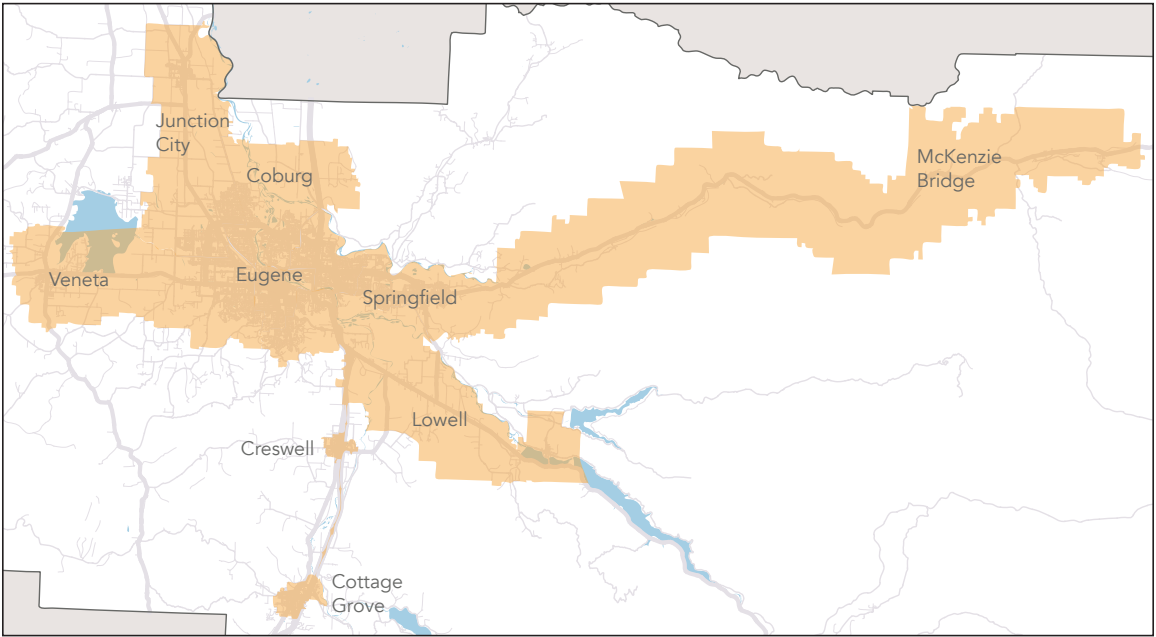 Junction
City
Coburg
McKenzie
Bridge
Veneta
Eugene
Springfield
Lowell
Creswell
Cottage
Grove